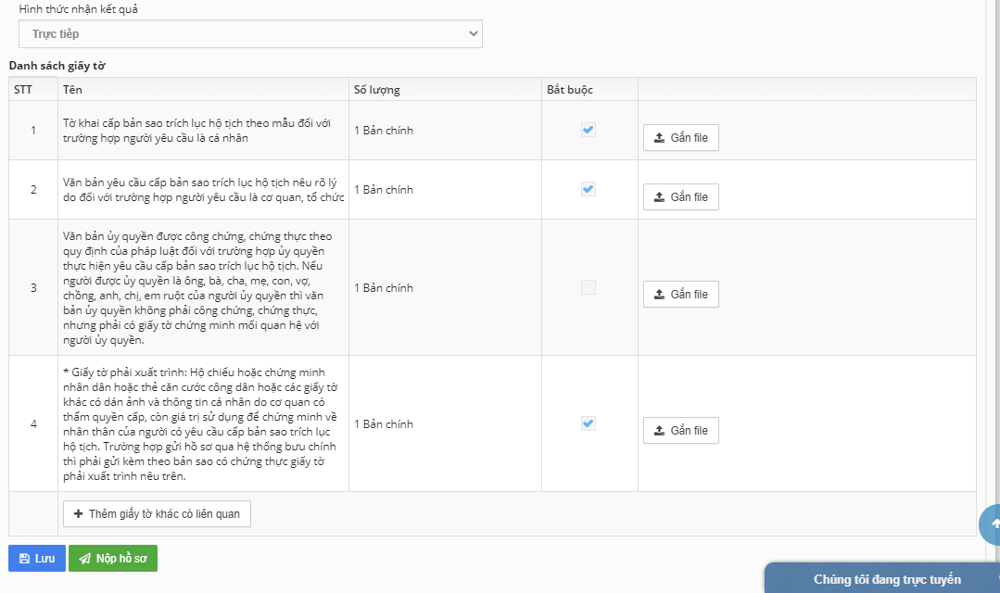 Hình thức nhận kết quả
Trực tiếp
Danh sách giấy tờ
STT Tên Số lượng Bắt buộc
1 Tờ khai cấp bản sao trích lục hộ tịch theo mẫu đối với trường hợp người yêu cầu là cá nhân 1 Bản chính Gắn file
2 Văn bản yêu cầu cấp bản sao trích lục hộ tịch nêu rõ lý do đối với trường hợp người yêu cầu là cơ quan, tổ chức 1 Bản chính Gắn file
3 Văn bản ủy quyền được công chứng, chứng thực theo
quy định của pháp luật đối với trường hợp ủy quyền
thực hiện yêu cầu cấp bản sao trích lục hộ tịch. Nếu
người được ủy quyền là ông, bà, cha, mẹ, con, vợ,
chồng, anh, chị, em ruột của người ủy quyền thì văn
bản ủy quyền không phải công chứng, chứng thực,
nhưng phải có giấy tờ chứng minh mối quan hệ với
người ủy quyền.
1 Bản chính Gắn file
4 * Giấy tờ phải xuất trình: Hộ chiếu hoặc chứng minh
nhân dân hoặc thẻ căn cước công dân hoặc các giấy tờ
khác có dán ảnh và thông tin cá nhân do cơ quan có
thẩm quyền cấp, còn giá trị sử dụng để chứng minh về
nhân thân của người có yêu cầu cấp bản sao trích lục
hộ tịch. Trường hợp gửi hồ sơ qua hệ thống bưu chính
thì phải gửi kèm theo bản sao có chứng thực giấy tờ
phải xuất trình nêu trên.
1 Bản chính Gắn file
Thêm giấy tờ khác có liên quan
Lưu Nộp hồ sơ
Chúng tôi đang trực tuyến